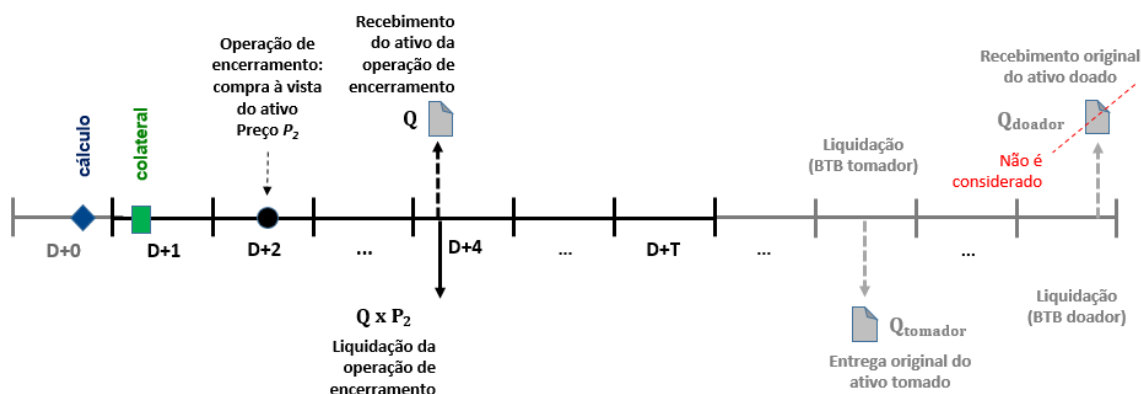 Operação de
encerramento:
compra à vista
do ativo
Preço P₂
Recebimento
do ativo da
operação de
encerramento
Q
Recebimento original
do ativo doado
Q_doador
Não é
considerado
Liquidação
(BTB tomador)
cálculo
colateral
D+0
D+1
D+2
...
D+4
...
D+T
...
...
Q x P₂
Liquidação da
operação de
encerramento
Q_tomador
Entrega original do
ativo tomado
Liquidação
(BTB doador)